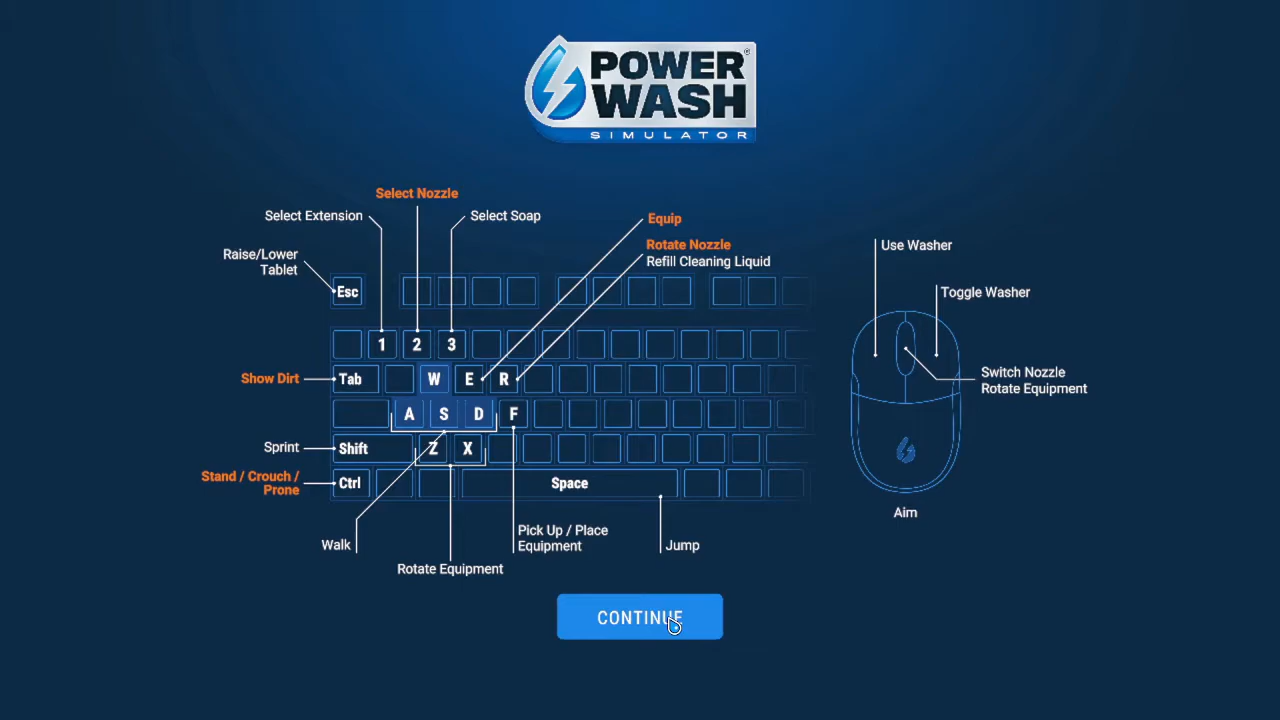 POWER®
WASH
SIMULATOR
Select Nozzle
Select Extension
Select Soap
Equip
Rotate Nozzle
Refill Cleaning Liquid
Raise/Lower
Tablet
Use Washer
Toggle Washer
Esc
1 2 3
Show Dirt
Tab W E R
Switch Nozzle
Rotate Equipment
A S D F
Sprint
Shift Z X
Stand / Crouch /
Prone
Ctrl Space
Aim
Walk
Pick Up / Place
Equipment
Jump
Rotate Equipment
CONTINUE